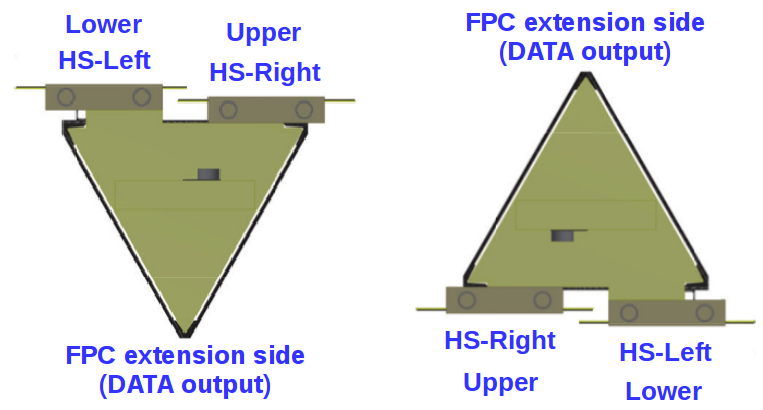 Lower
HS-Left
Upper
HS-Right
FPC extension side
(DATA output)
FPC extension side
(DATA output)
HS-Right
Upper
HS-Left
Lower